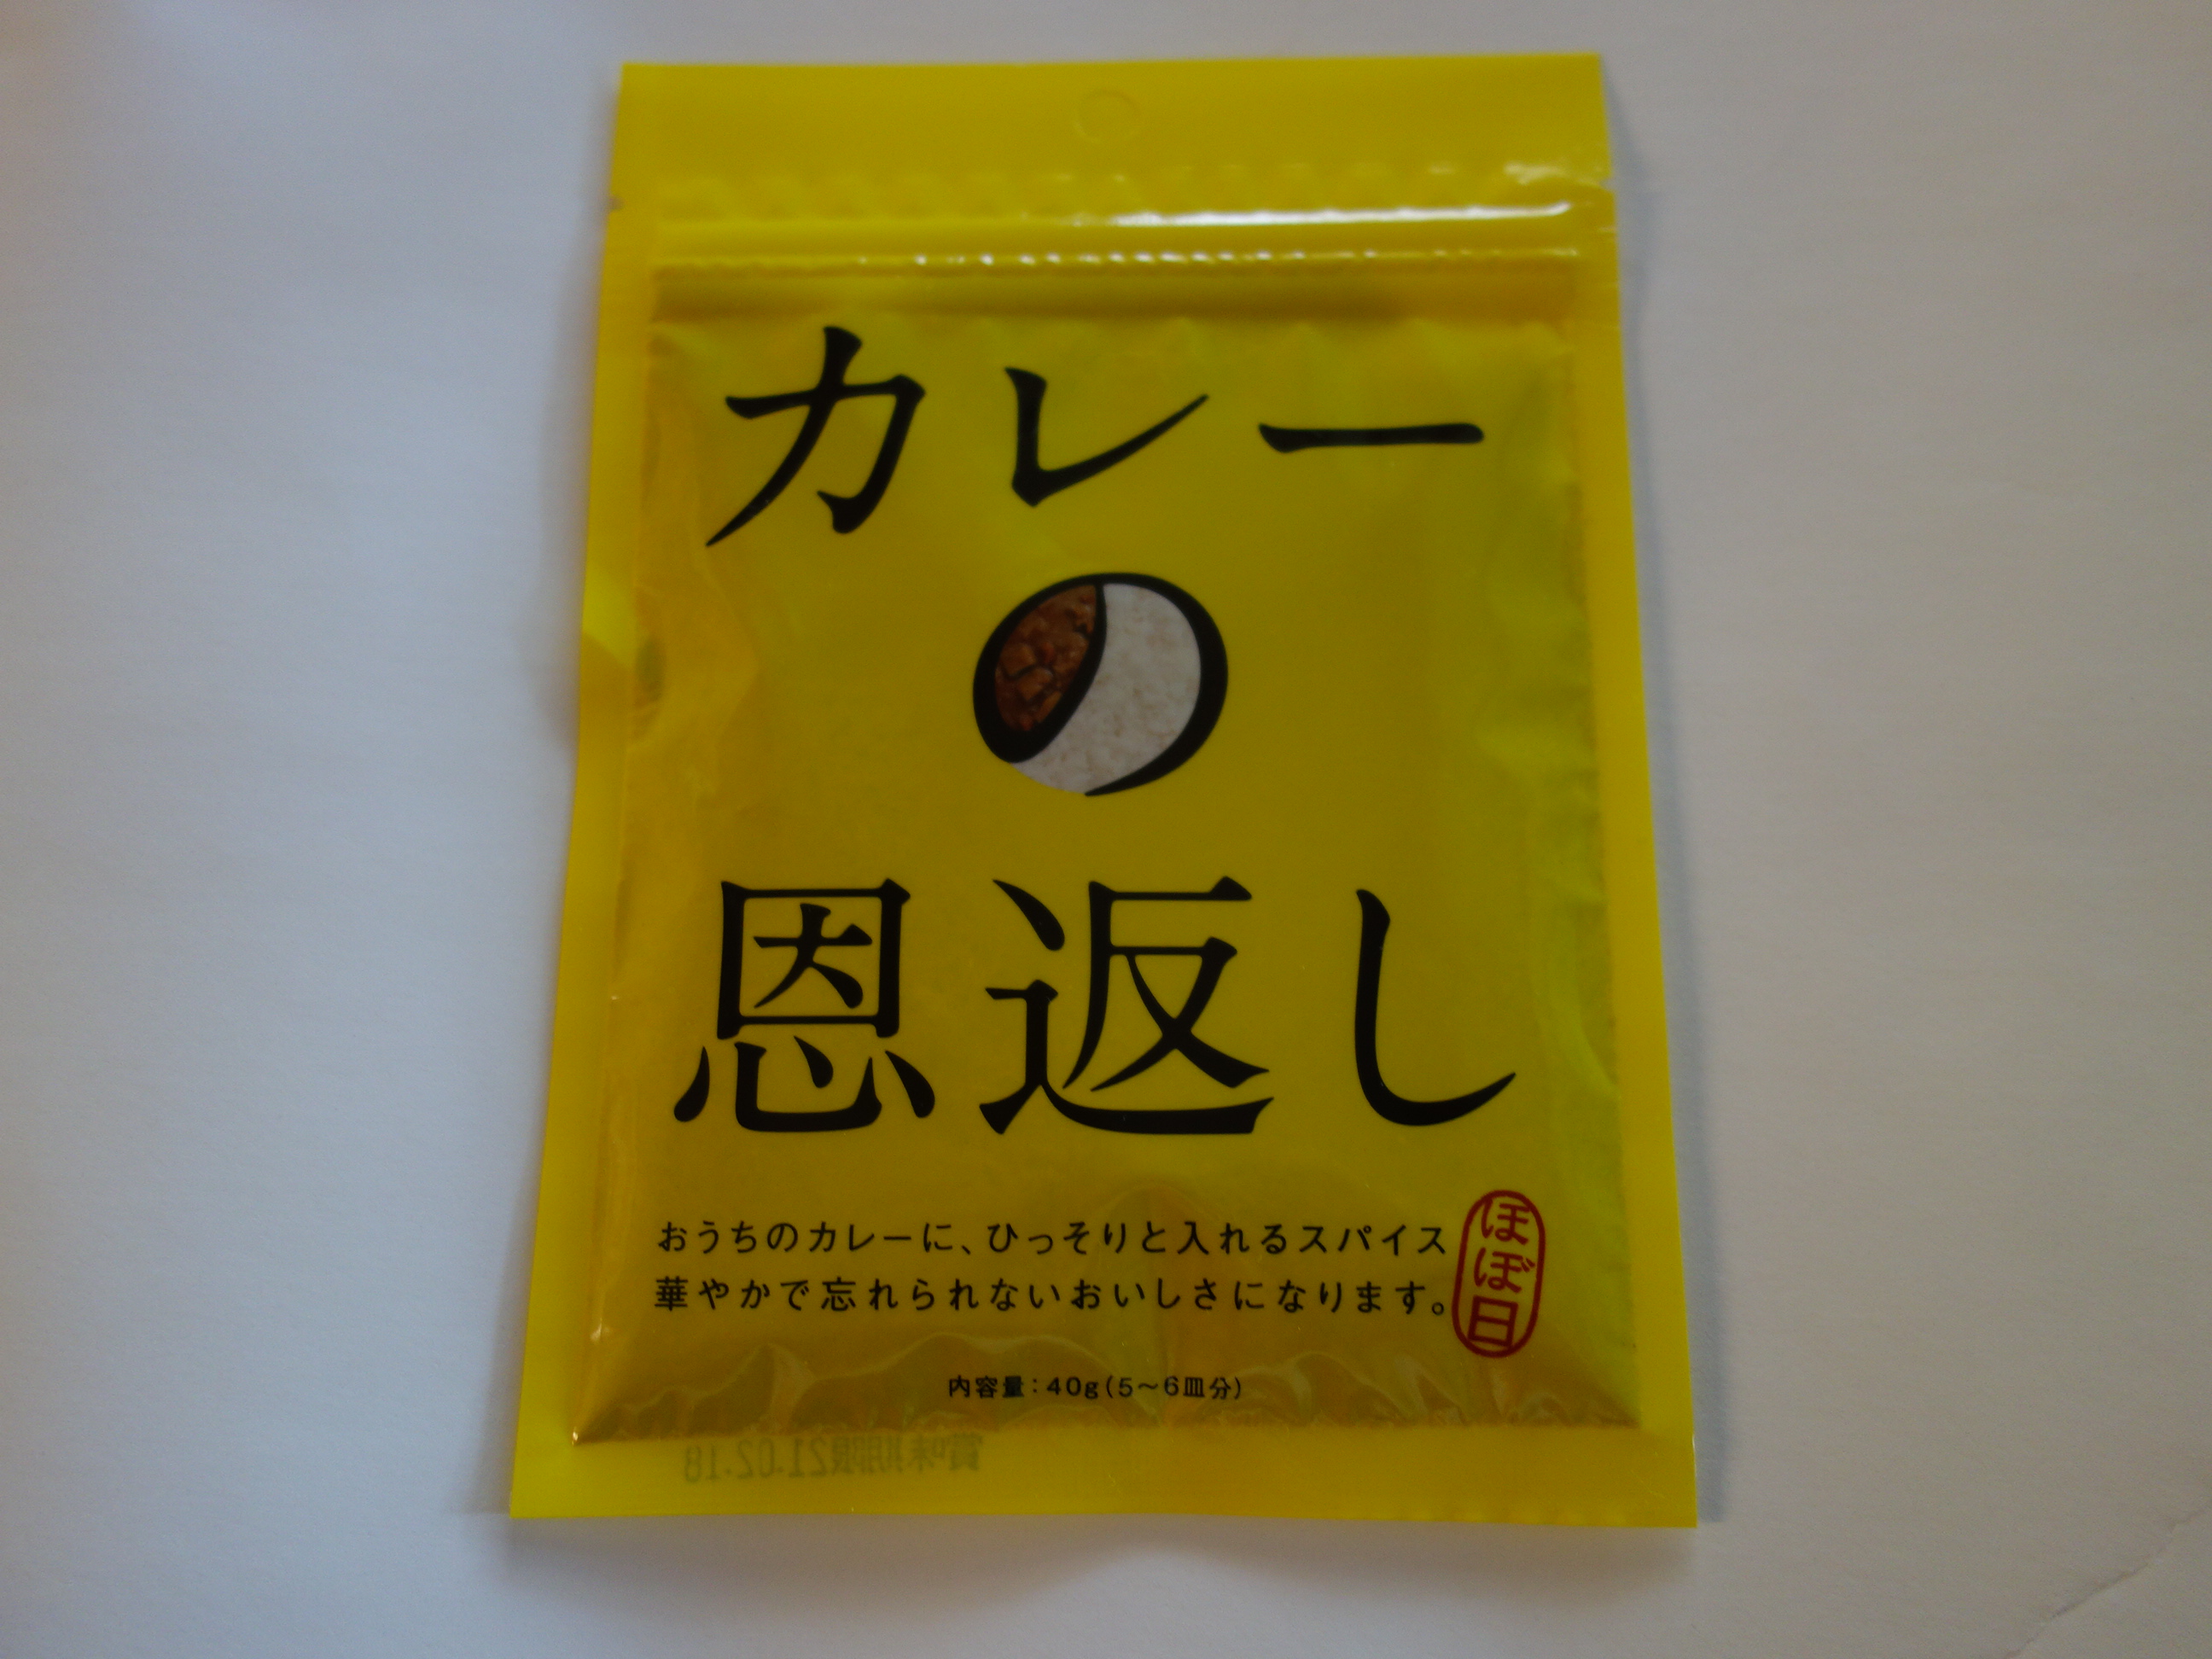 カレー
の
恩返し
おうちのカレーに、ひっそりと入れるスパイス
華やかで忘れられないおいしさになります。
ほぼ日
内容量：40g（5〜6皿分）
賞味期限21.02.18